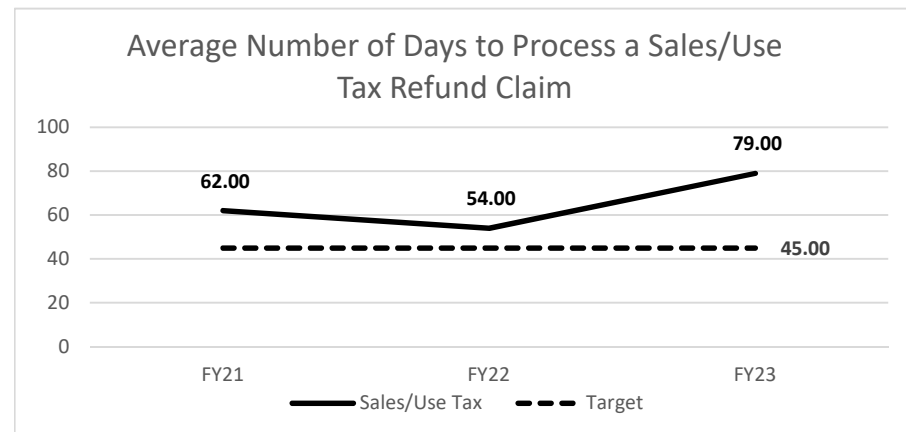 Average Number of Days to Process a Sales/Use
Tax Refund Claim
100
80
60
40
20
0
62.00
54.00
79.00
45.00
FY21
FY22
FY23
Sales/Use Tax
Target